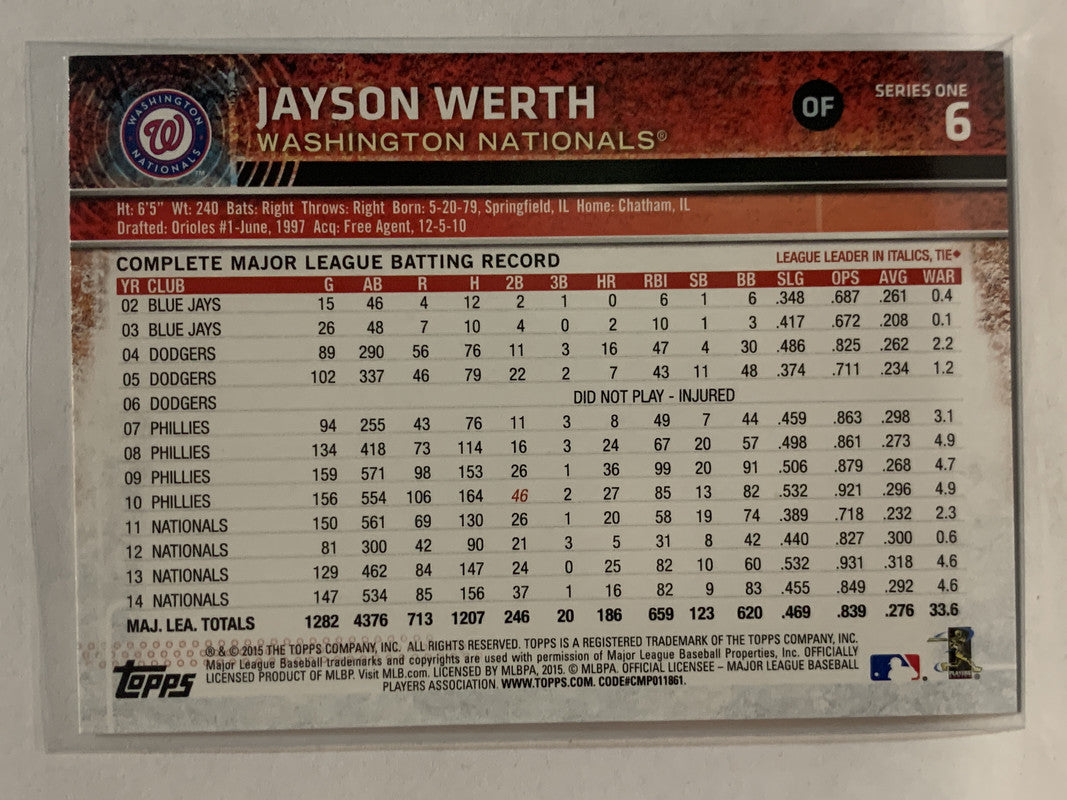 WASHINGTON W NATIONALS ™
JAYSON WERTH
WASHINGTON NATIONALS®
OF
SERIES ONE
6
Ht: 6'5" Wt: 240 Bats: Right Throws: Right Born: 5-20-79, Springfield, IL Home: Chatham, IL
Drafted: Orioles #1-June, 1997 Acq: Free Agent, 12-5-10
COMPLETE MAJOR LEAGUE BATTING RECORD LEAGUE LEADER IN ITALICS, TIE◆
YR CLUB G AB R H 2B 3B HR RBI SB BB SLG OPS AVG WAR
02 BLUE JAYS 15 46 4 12 2 1 0 6 1 6 .348 .687 .261 0.4
03 BLUE JAYS 26 48 7 10 4 0 2 10 1 3 .417 .672 .208 0.1
04 DODGERS 89 290 56 76 11 3 16 47 4 30 .486 .825 .262 2.2
05 DODGERS 102 337 46 79 22 2 7 43 11 48 .374 .711 .234 1.2
06 DODGERS DID NOT PLAY - INJURED
07 PHILLIES 94 255 43 76 11 3 8 49 7 44 .459 .863 .298 3.1
08 PHILLIES 134 418 73 114 16 3 24 67 20 57 .498 .861 .273 4.9
09 PHILLIES 159 571 98 153 26 1 36 99 20 91 .506 .879 .268 4.7
10 PHILLIES 156 554 106 164 46 2 27 85 13 82 .532 .921 .296 4.9
11 NATIONALS 150 561 69 130 26 1 20 58 19 74 .389 .718 .232 2.3
12 NATIONALS 81 300 42 90 21 3 5 31 8 42 .440 .827 .300 0.6
13 NATIONALS 129 462 84 147 24 0 25 82 10 60 .532 .931 .318 4.6
14 NATIONALS 147 534 85 156 37 1 16 82 9 83 .455 .849 .292 4.6
MAJ. LEA. TOTALS 1282 4376 713 1207 246 20 186 659 123 620 .469 .839 .276 33.6
® & © 2015 THE TOPPS COMPANY, INC. ALL RIGHTS RESERVED. TOPPS IS A REGISTERED TRADEMARK OF THE TOPPS COMPANY, INC.
Major League Baseball trademarks and copyrights are used with permission of Major League Baseball Properties, Inc. OFFICIALLY
LICENSED PRODUCT OF MLBP. Visit MLB.com. LICENSED BY MLBPA, 2015. © MLBPA. OFFICIAL LICENSEE – MAJOR LEAGUE BASEBALL
PLAYERS ASSOCIATION. WWW.TOPPS.COM. CODE#CMP011861.
Topps